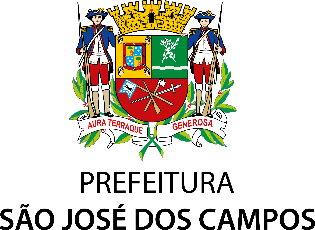 AURA TERRAQUE GENEROSA
PREFEITURA
SÃO JOSÉ DOS CAMPOS